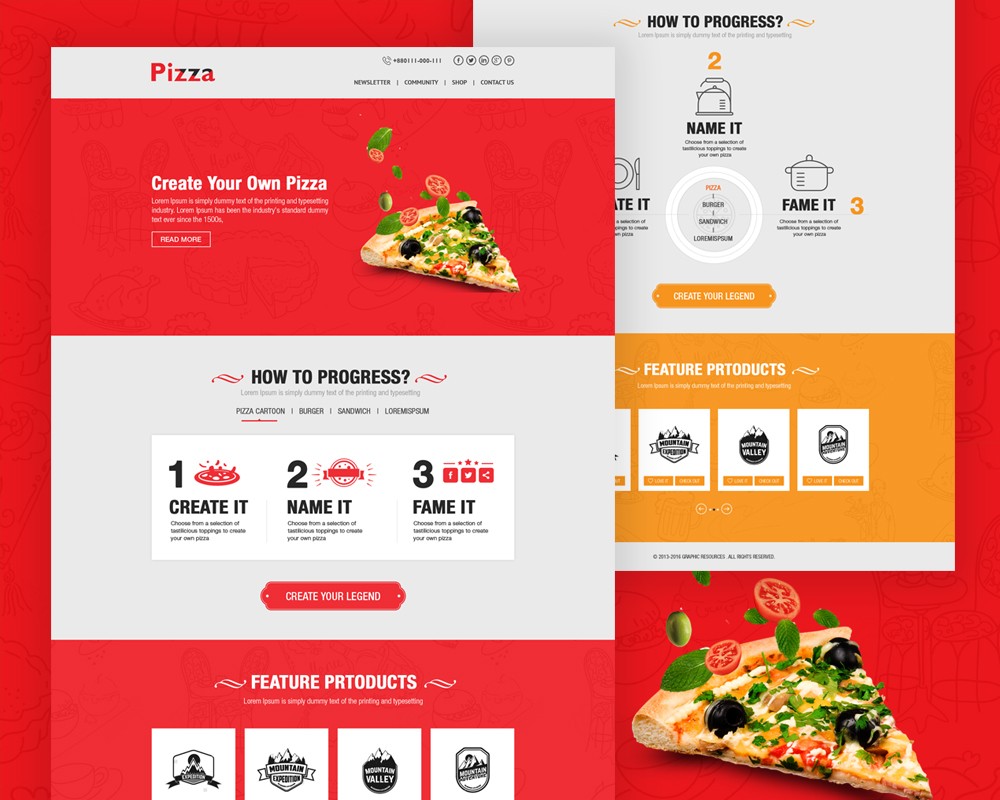 Pizza
+880111-000-111
NEWSLETTER | COMMUNITY | SHOP | CONTACT US
Create Your Own Pizza
Lorem Ipsum is simply dummy text of the printing and typesetting
industry. Lorem Ipsum has been the industry's standard dummy
text ever since the 1500s,
READ MORE
HOW TO PROGRESS?
Lorem Ipsum is simply dummy text of the printing and typesetting
PIZZA CARTOON | BURGER | SANDWICH | LOREMISPSUM
1
CREATE IT
Choose from a selection of
tastilicious toppings to create
your own pizza
2
NAME IT
Choose from a selection of
tastilicious toppings to create
your own pizza
3
FAME IT
Choose from a selection of
tastilicious toppings to create
your own pizza
CREATE YOUR LEGEND
FEATURE PRTODUCTS
Lorem Ipsum is simply dummy text of the printing and typesetting
EXPEDITION
MOUNTAIN
EXPEDITION
MOUNTAIN
VALLEY
MOUNTAIN
ADVENTURE
HOW TO PROGRESS?
Lorem Ipsum is simply dummy text of the printing and typesetting
2
NAME IT
Choose from a selection of
tastilicious toppings to create
your own pizza
ATE IT
selection of
gs to create
pizza
PIZZA
|
BURGER
|
SANDWICH
|
LOREMISPSUM
FAME IT
3
Choose from a selection of
tastilicious toppings to create
your own pizza
CREATE YOUR LEGEND
FEATURE PRTODUCTS
Lorem Ipsum is simply dummy text of the printing and typesetting
MOUNTAIN
EXPEDITION
LOVE IT
CHECK OUT
MOUNTAIN
VALLEY
LOVE IT
CHECK OUT
MOUNTAIN
ADVENTURE
LOVE IT
CHECK OUT
© 2013-2016 GRAPHIC RESOURCES . ALL RIGHTS RESERVED.